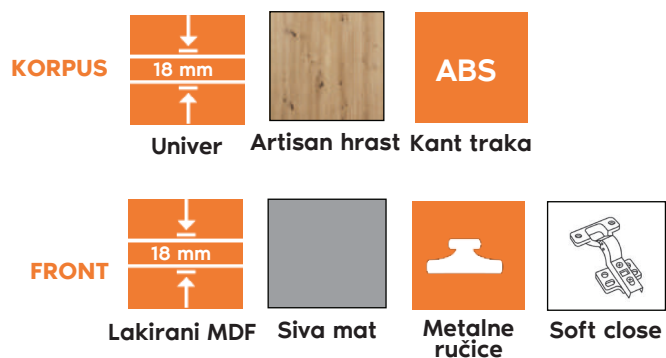 KORPUS
18 mm
ABS
Univer
Artisan hrast
Kant traka
FRONT
18 mm
Lakirani MDF
Siva mat
Metalne
ručice
Soft close